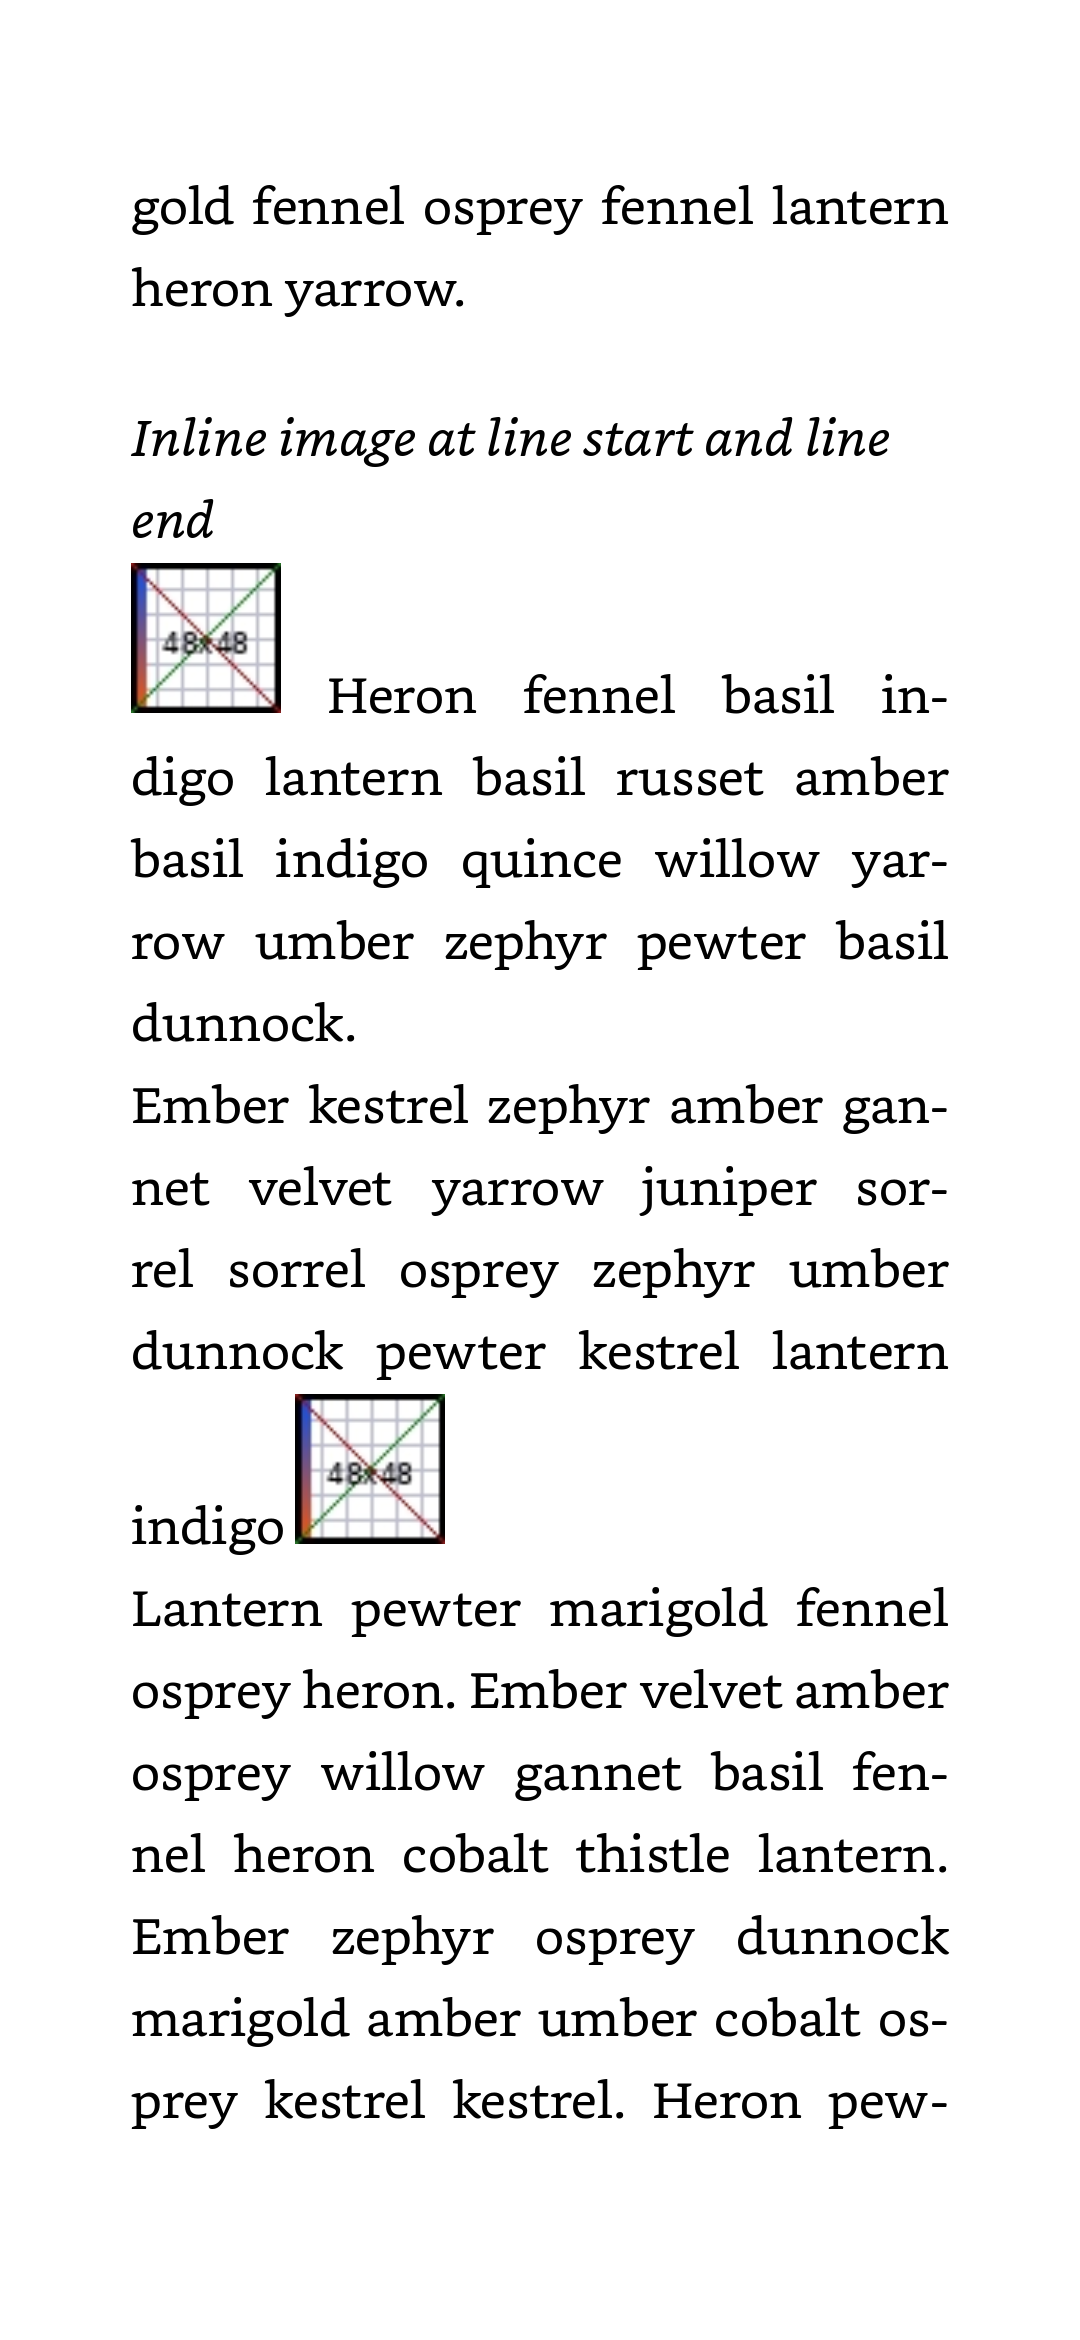 gold fennel osprey fennel lantern
heron yarrow.
Inline image at line start and line
end
48x48 Heron fennel basil in-
digo lantern basil russet amber
basil indigo quince willow yar-
row umber zephyr pewter basil
dunnock.
Ember kestrel zephyr amber gan-
net velvet yarrow juniper sor-
rel sorrel osprey zephyr umber
dunnock pewter kestrel lantern
indigo 48x48
Lantern pewter marigold fennel
osprey heron. Ember velvet amber
osprey willow gannet basil fen-
nel heron cobalt thistle lantern.
Ember zephyr osprey dunnock
marigold amber umber cobalt os-
prey kestrel kestrel. Heron pew-